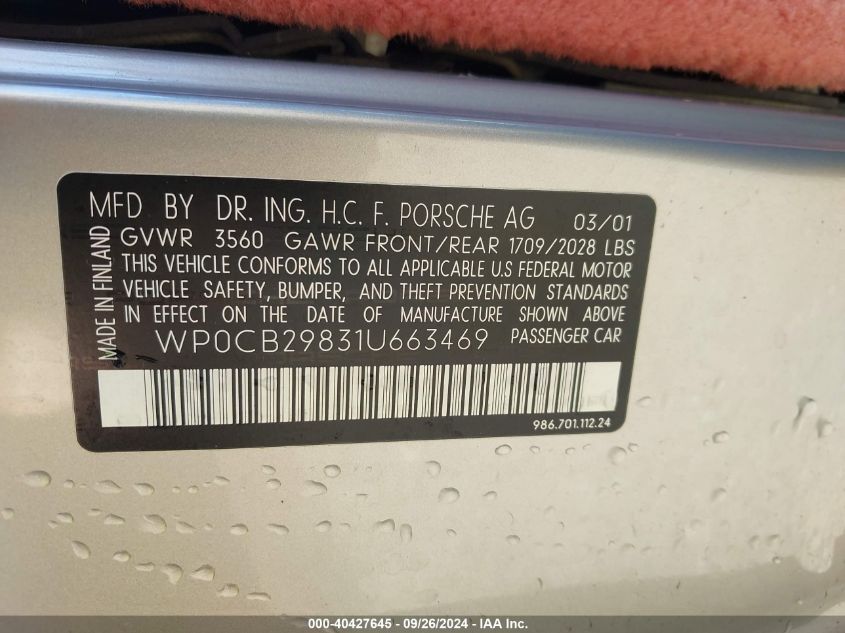 MFD BY DR. ING. H.C. F. PORSCHE AG 03/01
GVWR 3560 GAWR FRONT/REAR 1709/2028 LBS
THIS VEHICLE CONFORMS TO ALL APPLICABLE U.S FEDERAL MOTOR
VEHICLE SAFETY, BUMPER, AND THEFT PREVENTION STANDARDS
IN EFFECT ON THE DATE OF MANUFACTURE SHOWN ABOVE
WP0CB29831U663469 PASSENGER CAR
MADE IN FINLAND
986.701.112.24
000-40427645 - 09/26/2024 - IAA Inc.